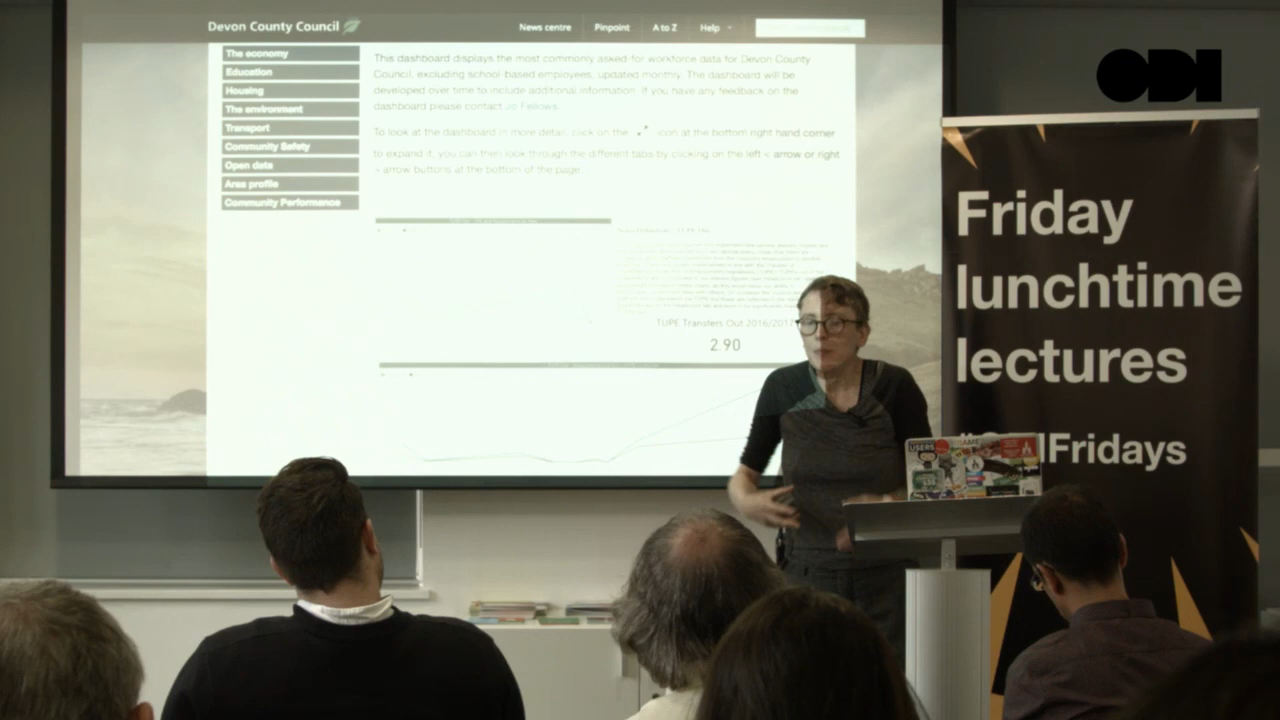 Devon County Council
News centre
Pinpoint
A to Z
Help
The economy
Education
Housing
The environment
Transport
Community Safety
Open data
Area profile
Community Performance
This dashboard displays the most commonly asked-for workforce data for Devon County
Council, excluding school-based employees, updated monthly. The dashboard will be
developed over time to include additional information. If you have any feedback on the
dashboard please contact Jo Fellows.
To look at the dashboard in more detail click on the icon at the bottom right hand corner
to expand it, you can then look through the different tabs by clicking on the left < arrow or right
> arrow buttons at the bottom of the page.
TUPE Transfers Out 2016/2017
2.90
ODI
Friday
lunchtime
lectures
Fridays
USERS